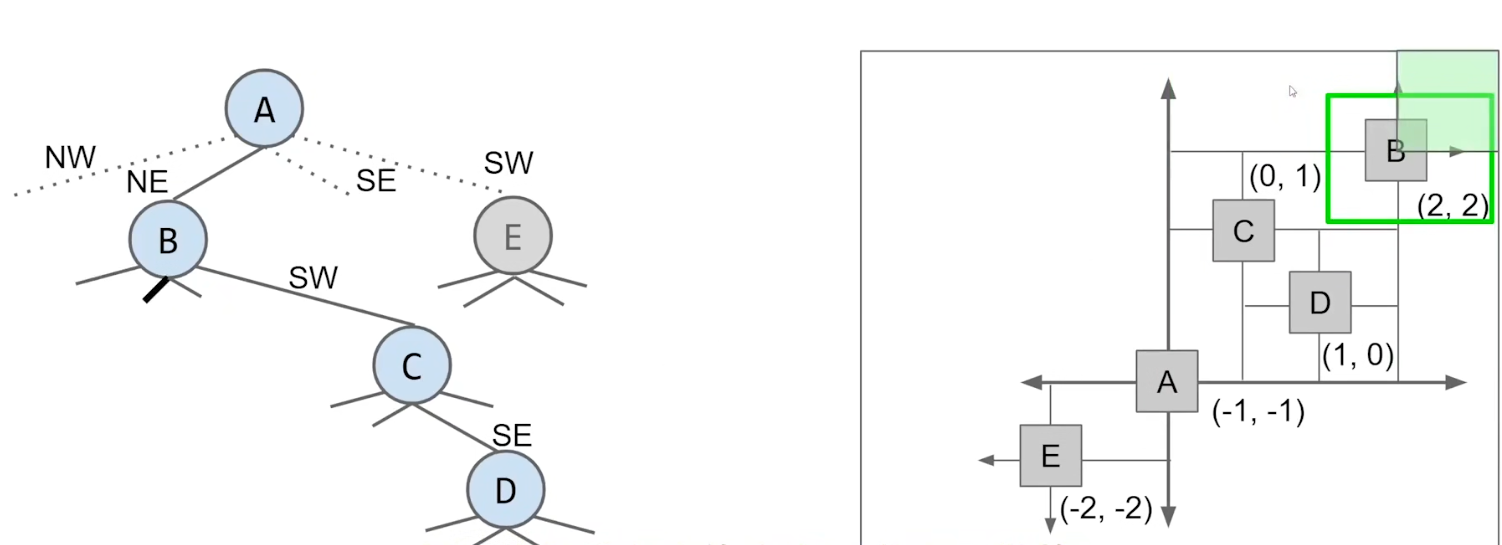 A
NW
NE
SE
SW
B
E
SW
C
SE
D
B
(0, 1)
(2, 2)
C
D
(1, 0)
A
(-1, -1)
E
(-2, -2)